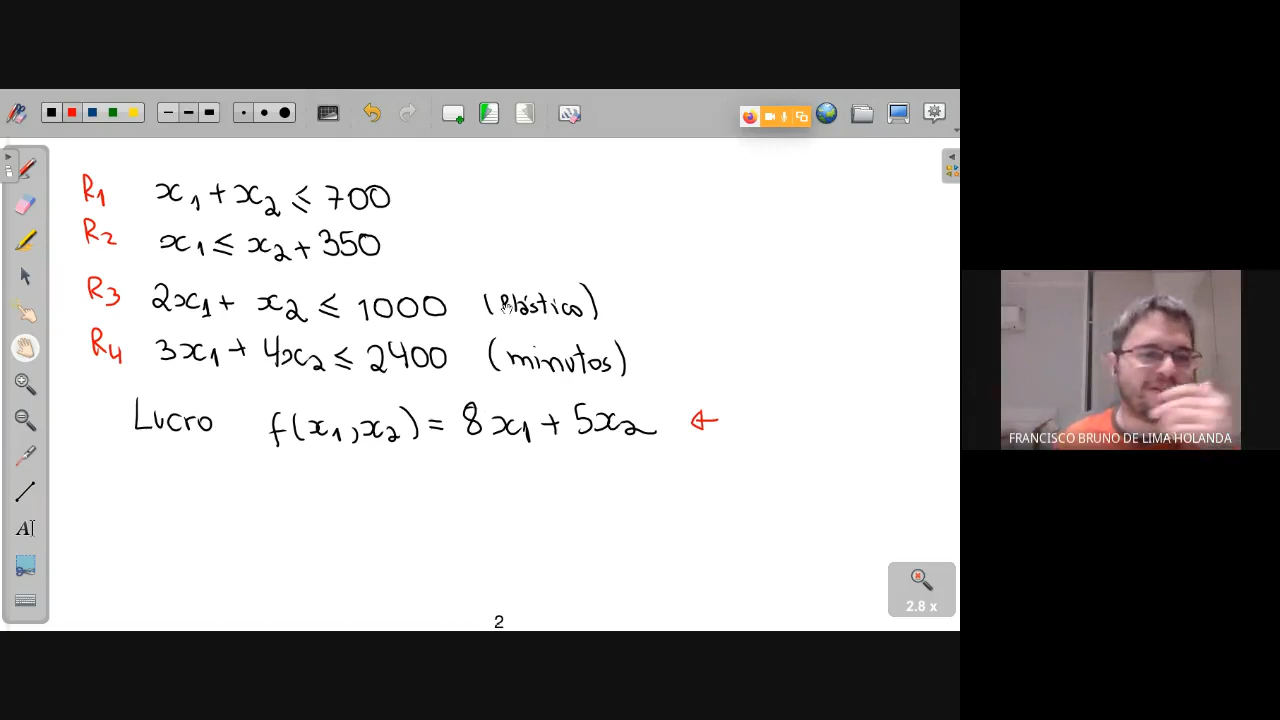 R1 x1 + x2 ≤ 700
R2 x1 ≤ x2 + 350
R3 2x1 + x2 ≤ 1000 (Plástico)
R4 3x1 + 4x2 ≤ 2400 (minutos)
Lucro f(x1, x2) = 8x1 + 5x2 ←
FRANCISCO BRUNO DE LIMA HOLANDA
AI
2.8 x
2